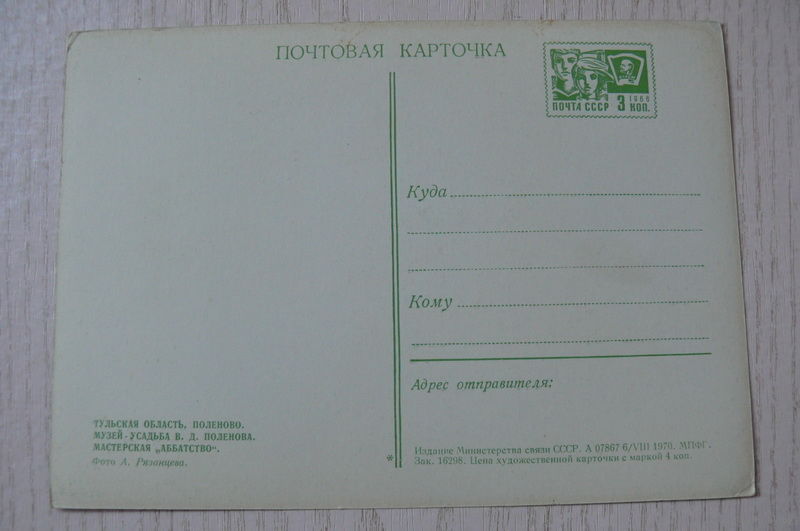 ПОЧТОВАЯ КАРТОЧКА
ПОЧТА СССР 3 1966 КОП.
Куда
Кому
Адрес отправителя:
ТУЛЬСКАЯ ОБЛАСТЬ, ПОЛЕНОВО.
МУЗЕЙ-УСАДЬБА В. Д. ПОЛЕНОВА.
МАСТЕРСКАЯ „АББАТСТВО“.
Фото А. Рязанцева.
*
Издание Министерства связи СССР. А 07867 6/VIII 1970. МПФГ.
Зак. 16298. Цена художественной карточки с маркой 4 коп.